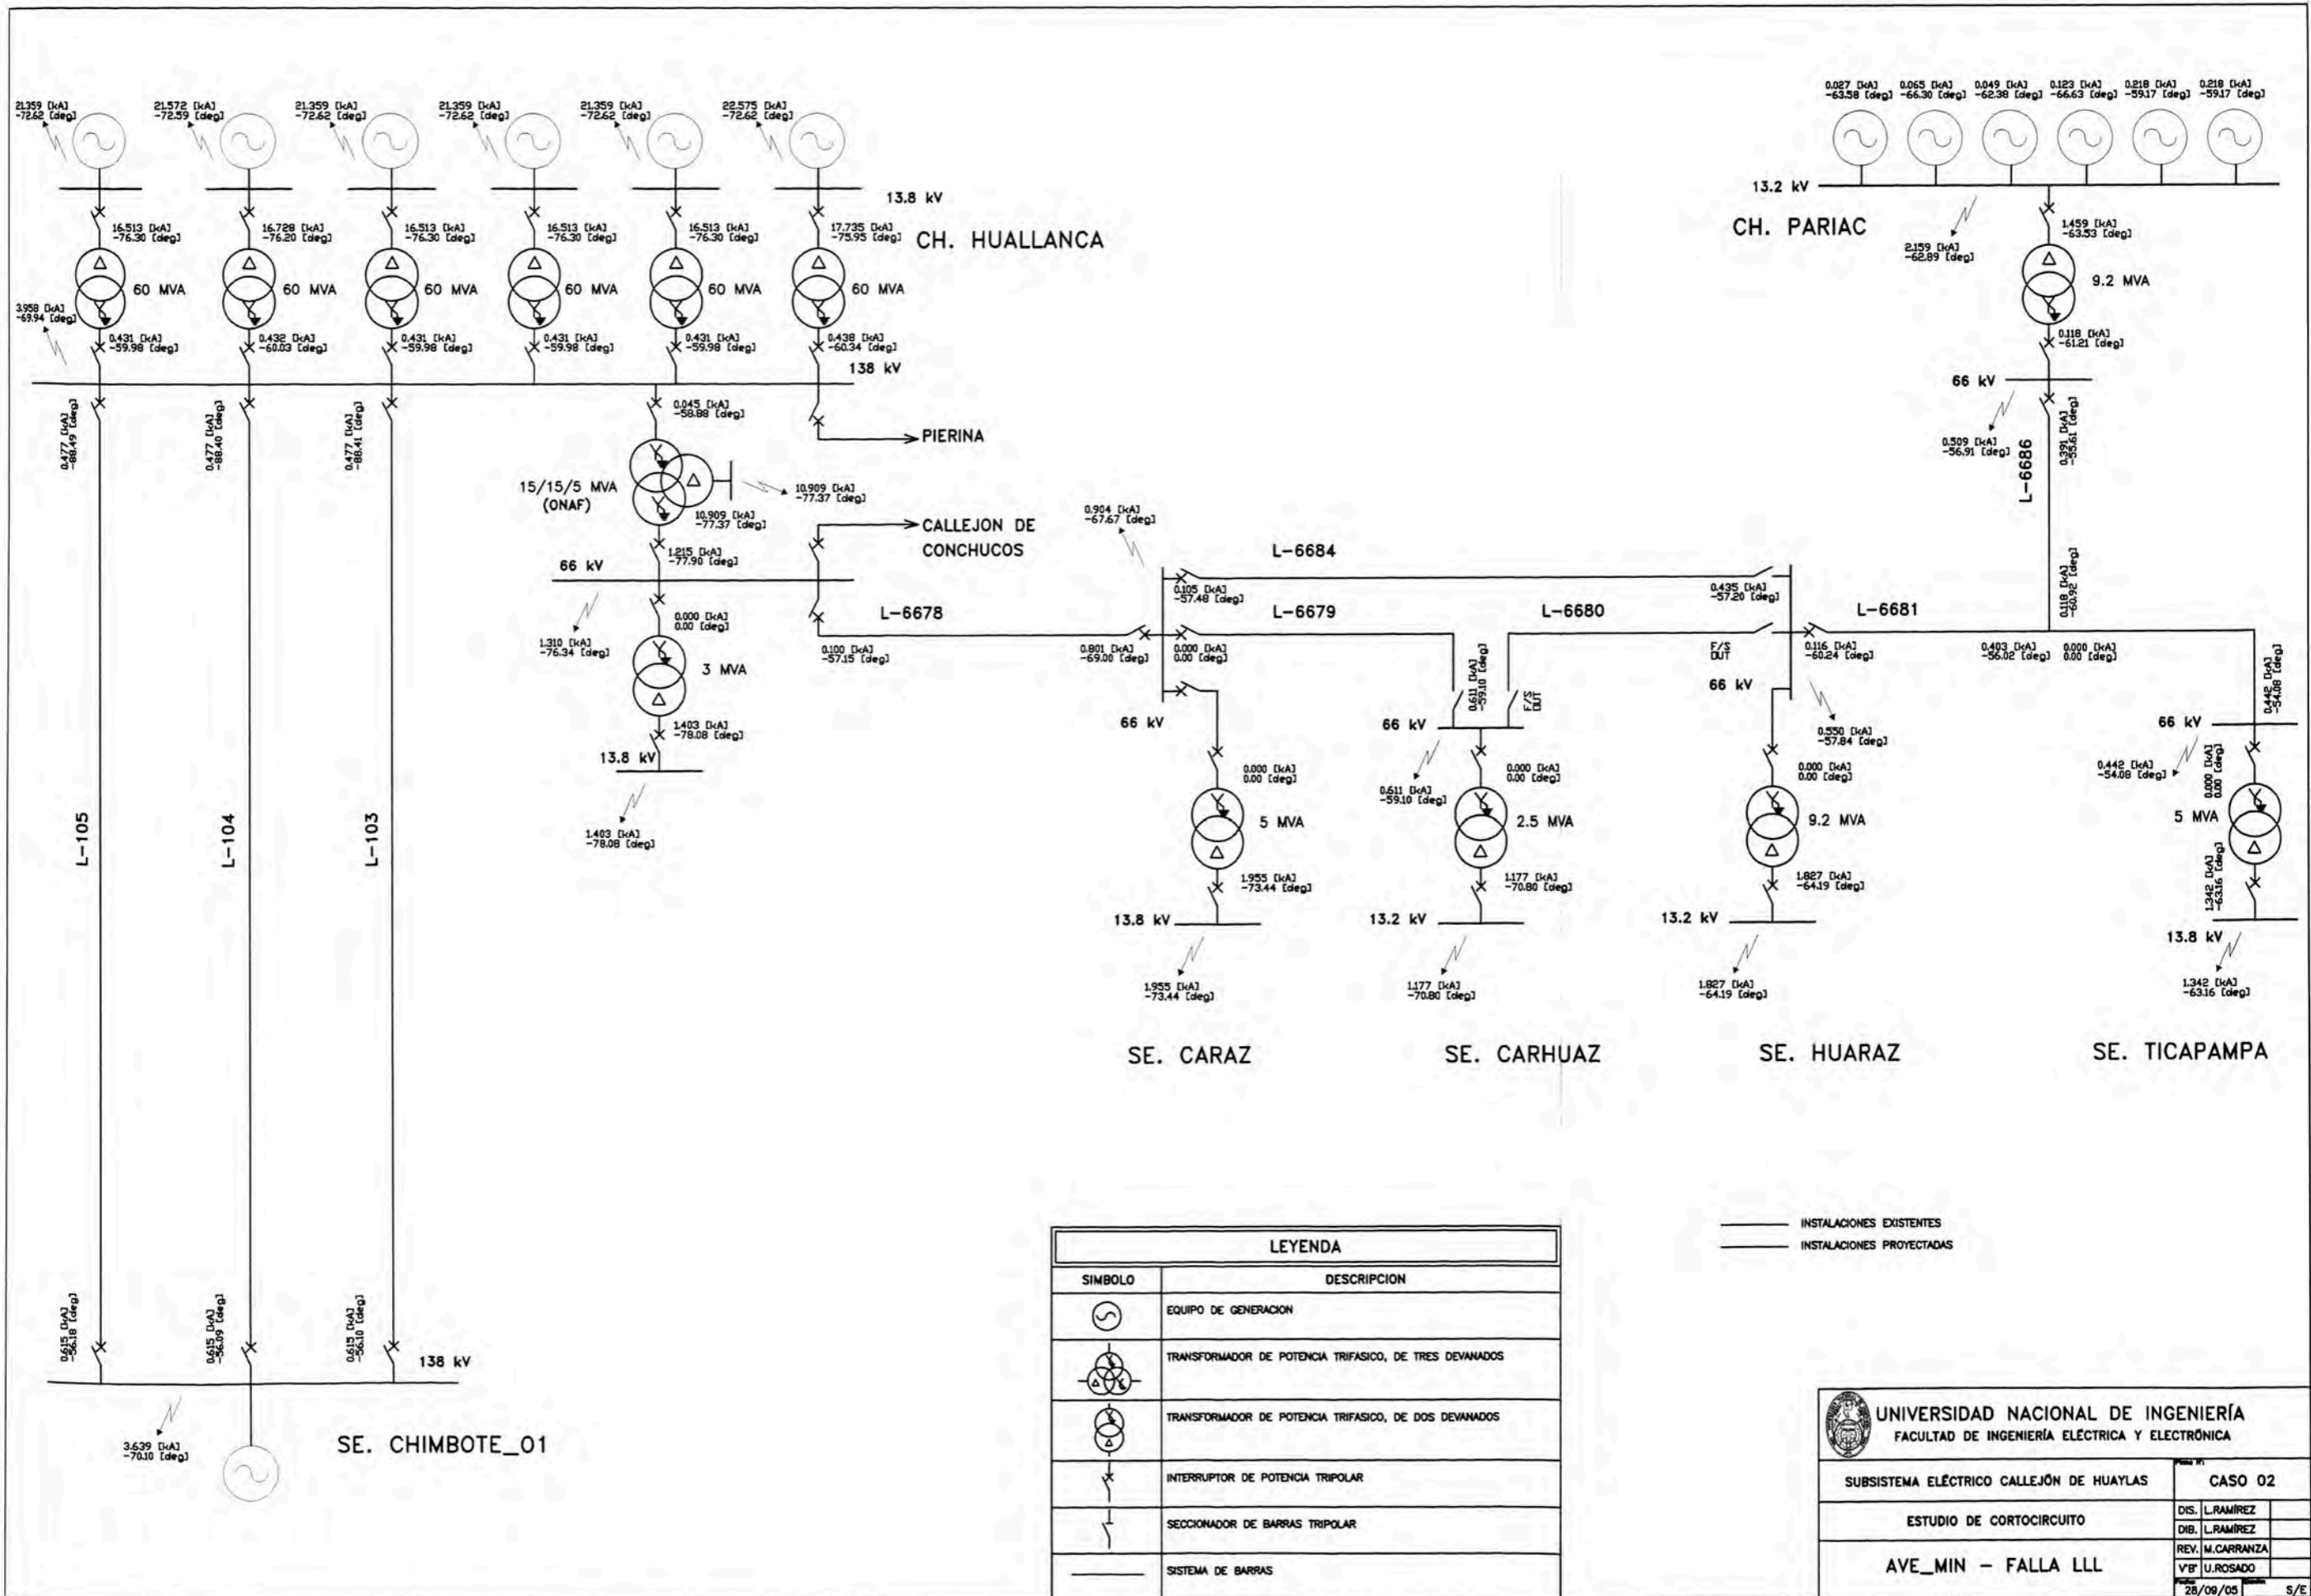 21.359 [kA]
-72.62 [deg]
21.572 [kA]
-72.59 [deg]
21.359 [kA]
-72.62 [deg]
21.359 [kA]
-72.62 [deg]
21.359 [kA]
-72.62 [deg]
22.575 [kA]
-72.62 [deg]
13.8 kV
CH. HUALLANCA
16.513 [kA]
-76.30 [deg]
16.728 [kA]
-76.20 [deg]
16.513 [kA]
-76.30 [deg]
16.513 [kA]
-76.30 [deg]
16.513 [kA]
-76.30 [deg]
17.735 [kA]
-75.95 [deg]
60 MVA
60 MVA
60 MVA
60 MVA
60 MVA
60 MVA
3.958 [kA]
-69.94 [deg]
0.431 [kA]
-59.98 [deg]
0.432 [kA]
-60.03 [deg]
0.431 [kA]
-59.98 [deg]
0.431 [kA]
-59.98 [deg]
0.431 [kA]
-59.98 [deg]
0.438 [kA]
-60.34 [deg]
138 kV
0.477 [kA]
-88.49 [deg]
0.477 [kA]
-88.40 [deg]
0.477 [kA]
-88.41 [deg]
0.045 [kA]
-58.88 [deg]
PIERINA
15/15/5 MVA
(ONAF)
10.909 [kA]
-77.37 [deg]
10.909 [kA]
-77.37 [deg]
1.215 [kA]
-77.90 [deg]
CALLEJON DE
CONCHUCOS
66 kV
1.310 [kA]
-76.34 [deg]
0.000 [kA]
0.00 [deg]
3 MVA
1.403 [kA]
-78.08 [deg]
13.8 kV
1.403 [kA]
-78.08 [deg]
L-6678
0.100 [kA]
-57.15 [deg]
L-105
L-104
L-103
0.615 [kA]
-56.18 [deg]
0.615 [kA]
-56.09 [deg]
0.615 [kA]
-56.10 [deg]
138 kV
3.639 [kA]
-70.10 [deg]
SE. CHIMBOTE_01
0.027 [kA]
-63.58 [deg]
0.065 [kA]
-66.30 [deg]
0.049 [kA]
-62.38 [deg]
0.123 [kA]
-66.63 [deg]
0.218 [kA]
-59.17 [deg]
0.218 [kA]
-59.17 [deg]
13.2 kV
CH. PARIAC
2.159 [kA]
-62.89 [deg]
1.459 [kA]
-63.53 [deg]
9.2 MVA
0.118 [kA]
-61.21 [deg]
66 kV
0.509 [kA]
-56.91 [deg]
L-6686
0.391 [kA]
-55.61 [deg]
0.118 [kA]
-60.92 [deg]
0.904 [kA]
-67.67 [deg]
L-6684
0.105 [kA]
-57.48 [deg]
0.435 [kA]
-57.20 [deg]
L-6679
L-6680
L-6681
0.801 [kA]
-69.00 [deg]
0.000 [kA]
0.00 [deg]
F/S
OUT
0.116 [kA]
-60.24 [deg]
0.403 [kA]
-56.02 [deg]
0.000 [kA]
0.00 [deg]
66 kV
0.611 [kA]
-59.10 [deg]
F/S
OUT
66 kV
66 kV
0.550 [kA]
-57.84 [deg]
0.442 [kA]
-54.08 [deg]
66 kV
0.442 [kA]
-54.08 [deg]
0.000 [kA]
0.00 [deg]
0.000 [kA]
0.00 [deg]
0.611 [kA]
-59.10 [deg]
0.000 [kA]
0.00 [deg]
0.000 [kA]
0.00 [deg]
5 MVA
2.5 MVA
9.2 MVA
5 MVA
1.955 [kA]
-73.44 [deg]
1.177 [kA]
-70.80 [deg]
1.827 [kA]
-64.19 [deg]
1.342 [kA]
-63.16 [deg]
13.8 kV
13.2 kV
13.2 kV
13.8 kV
1.955 [kA]
-73.44 [deg]
1.177 [kA]
-70.80 [deg]
1.827 [kA]
-64.19 [deg]
1.342 [kA]
-63.16 [deg]
SE. CARAZ
SE. CARHUAZ
SE. HUARAZ
SE. TICAPAMPA
INSTALACIONES EXISTENTES
INSTALACIONES PROYECTADAS
LEYENDA
SIMBOLO DESCRIPCION
EQUIPO DE GENERACION
TRANSFORMADOR DE POTENCIA TRIFASICO, DE TRES DEVANADOS
TRANSFORMADOR DE POTENCIA TRIFASICO, DE DOS DEVANADOS
INTERRUPTOR DE POTENCIA TRIPOLAR
SECCIONADOR DE BARRAS TRIPOLAR
SISTEMA DE BARRAS
UNIVERSIDAD NACIONAL DE INGENIERÍA
FACULTAD DE INGENIERÍA ELÉCTRICA Y ELECTRÓNICA
SUBSISTEMA ELÉCTRICO CALLEJÓN DE HUAYLAS
CASO 02
ESTUDIO DE CORTOCIRCUITO
DIS. L.RAMÍREZ
DIB. L.RAMÍREZ
REV. M.CARRANZA
V°B° U.ROSADO
AVE_MIN - FALLA LLL
28/09/05 S/E